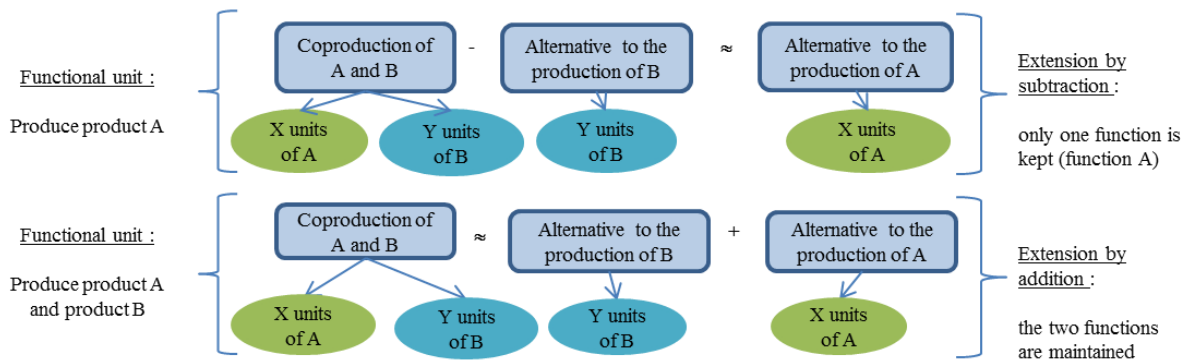 Functional unit :
Produce product A
Coproduction of
A and B
-
Alternative to the
production of B
≈
Alternative to the
production of A
X units
of A
Y units
of B
Y units
of B
X units
of A
Extension by
subtraction :
only one function is
kept (function A)
Functional unit :
Produce product A
and product B
Coproduction of
A and B
≈
Alternative to the
production of B
+
Alternative to the
production of A
X units
of A
Y units
of B
Y units
of B
X units
of A
Extension by
addition :
the two functions
are maintained